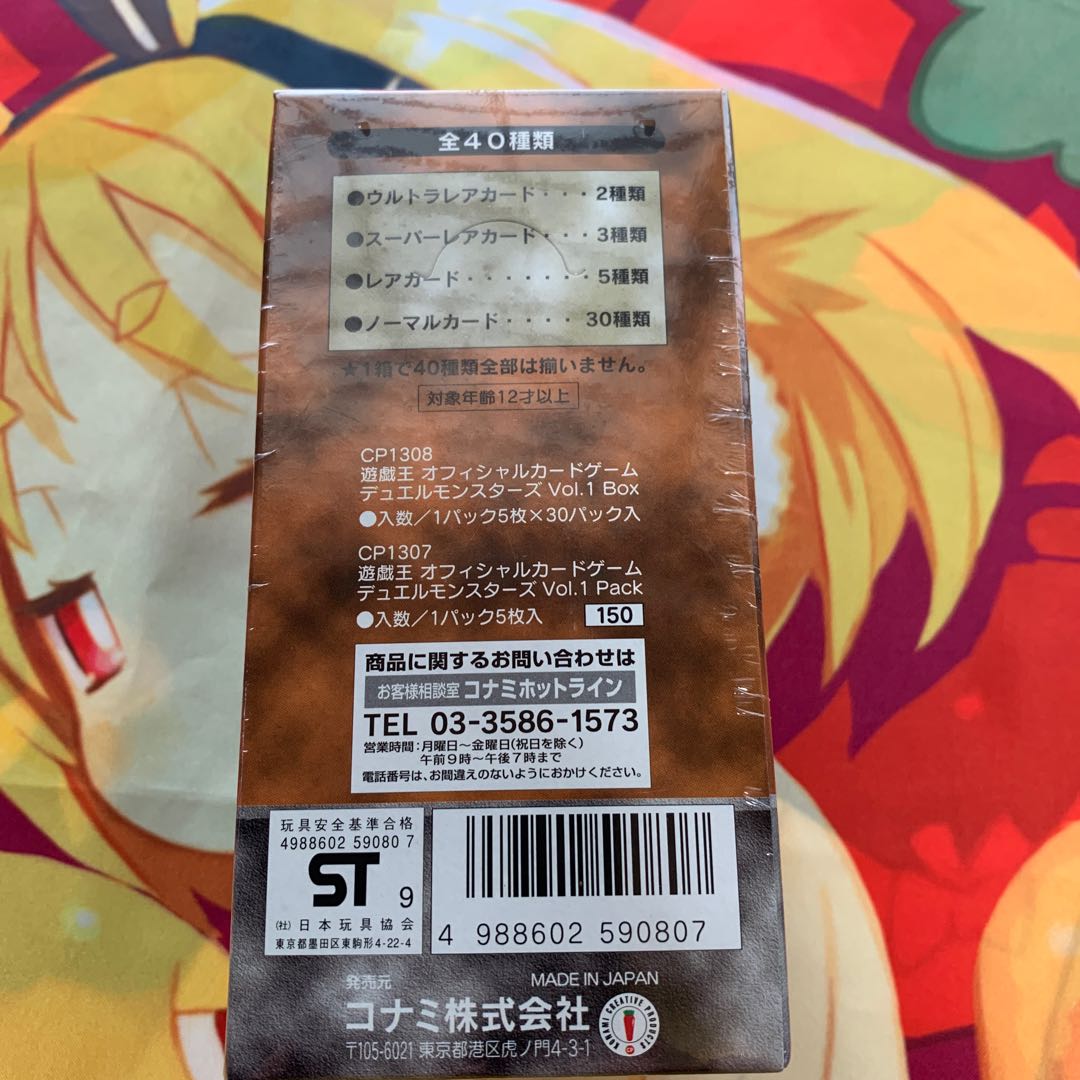 全40種類
●ウルトラレアカード・・・2種類
●スーパーレアカード・・・3種類
●レアカード・・・・・・・5種類
●ノーマルカード・・・・30種類
★1箱で40種類全部は揃いません。
対象年齢12才以上
CP1308
遊戯王 オフィシャルカードゲーム
デュエルモンスターズ Vol.1 Box
●入数/1パック5枚×30パック入
CP1307
遊戯王 オフィシャルカードゲーム
デュエルモンスターズ Vol.1 Pack
●入数/1パック5枚入 150
商品に関するお問い合わせは
お客様相談室 コナミホットライン
TEL 03-3586-1573
営業時間:月曜日〜金曜日(祝日を除く)
午前9時〜午後7時まで
電話番号は、お間違えのないようにおかけください。
玩具安全基準合格
4988602 59080 7
ST 9
(社)日本玩具協会
東京都墨田区東駒形4-22-4
4 988602 590807
発売元
MADE IN JAPAN
コナミ株式会社
KONAMI CREATIVE PRODUCTS
CP
〒105-6021 東京都港区虎ノ門4-3-1